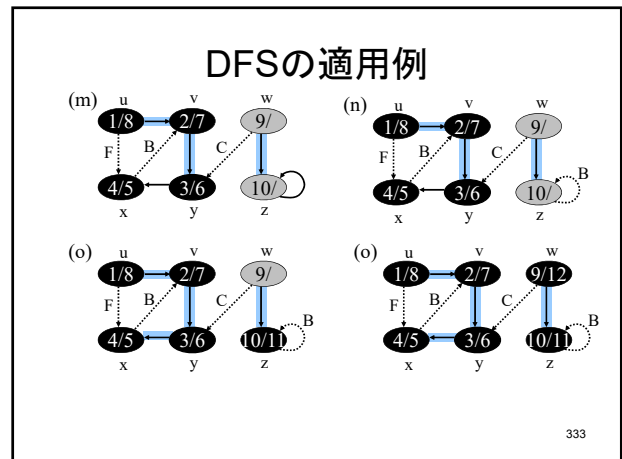 DFSの適用例
(m) u v w
1/8 2/7 9/
F B C
4/5 3/6 10/
x y z
(n) u v w
1/8 2/7 9/
F B C B
4/5 3/6 10/
x y z
(o) u v w
1/8 2/7 9/
F B C B
4/5 3/6 10/11
x y z
(o) u v w
1/8 2/7 9/12
F B C B
4/5 3/6 10/11
x y z
333